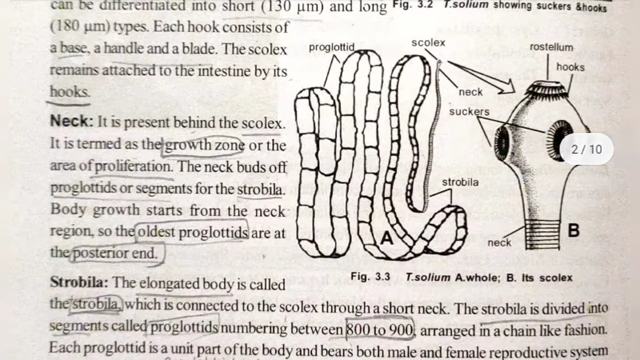 can be differentiated into short (130 μm) and long
(180 μm) types. Each hook consists of
a base, a handle and a blade. The scolex
remains attached to the intestine by its
hooks.
Neck: It is present behind the scolex.
It is termed as the growth zone or the
area of proliferation. The neck buds off
proglottids or segments for the strobila.
Body growth starts from the neck
region, so the oldest proglottids are at
the posterior end.
Fig. 3.2 T.solium showing suckers &hooks
proglottid
scolex
rostellum
hooks
neck
suckers
2/10
strobila
A
neck
B
Fig. 3.3 T.solium A.whole; B. Its scolex
Strobila: The elongated body is called
the strobila, which is connected to the scolex through a short neck. The strobila is divided into
segments called proglottids numbering between 800 to 900, arranged in a chain like fashion.
Each proglottid is a unit part of the body and bears both male and female reproductive system